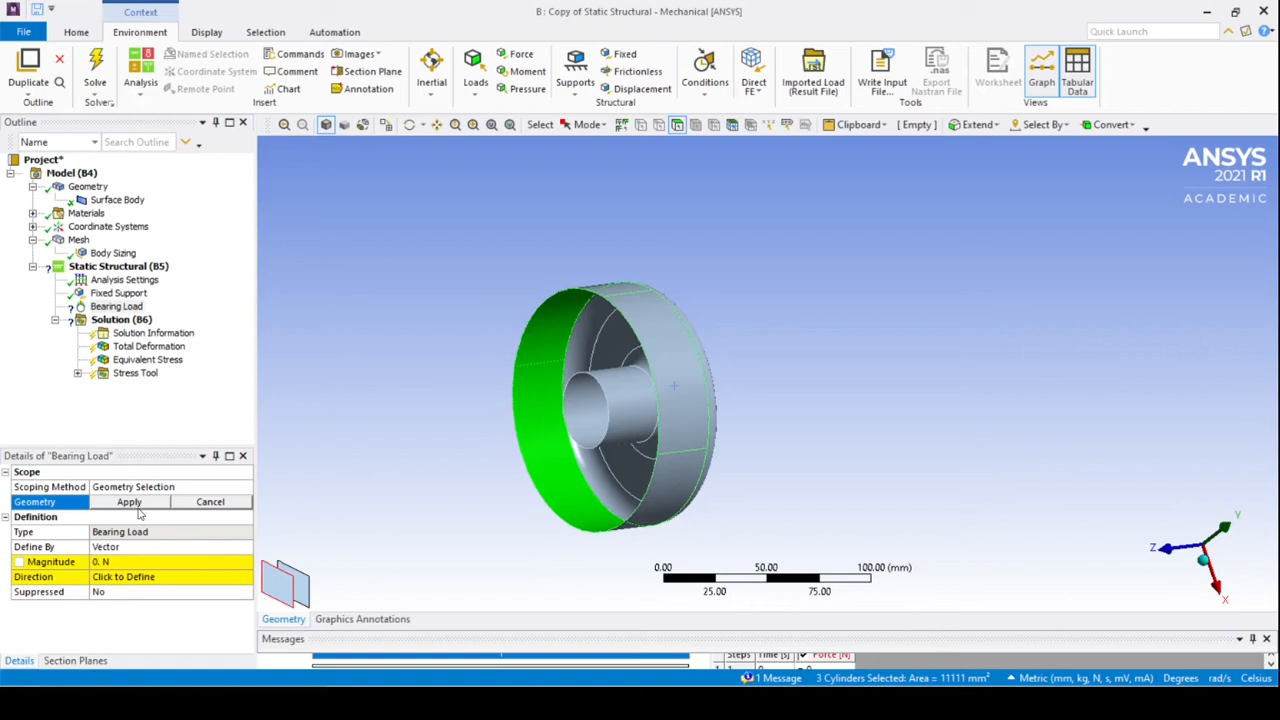 Context
B : Copy of Static Structural - Mechanical [ANSYS]
File
Home
Environment
Display
Selection
Automation
Quick Launch
Duplicate
Outline
Solve
Solver
Analysis
Named Selection
Coordinate System
Remote Point
Commands
Comment
Chart
Images
Section Plane
Annotation
Insert
Inertial
Loads
Force
Moment
Pressure
Supports
Fixed
Frictionless
Displacement
Structural
Conditions
Direct
FE
Imported Load
(Result File)
Write Input
File...
.nas
Export
Nastran File
Tools
Worksheet
Graph
Tabular
Data
Views
Outline
Name
Search Outline
Select
Mode
Clipboard
[ Empty ]
Extend
Select By
Convert
Project*
Model (B4)
Geometry
Surface Body
Materials
Coordinate Systems
Mesh
Body Sizing
Static Structural (B5)
Analysis Settings
Fixed Support
Bearing Load
Solution (B6)
Solution Information
Total Deformation
Equivalent Stress
Stress Tool
ANSYS
2021 R1
ACADEMIC
Details of "Bearing Load"
Scope
Scoping Method Geometry Selection
Geometry Apply Cancel
Definition
Type Bearing Load
Define By Vector
Magnitude 0. N
Direction Click to Define
Suppressed No
0.00 50.00 100.00 (mm)
25.00 75.00
Y
Z
X
Geometry
Graphics Annotations
Messages
Details
Section Planes
Steps Time [s] Force [N]
1 Message
3 Cylinders Selected: Area = 11111 mm²
Metric (mm, kg, N, s, mV, mA)
Degrees
rad/s
Celsius